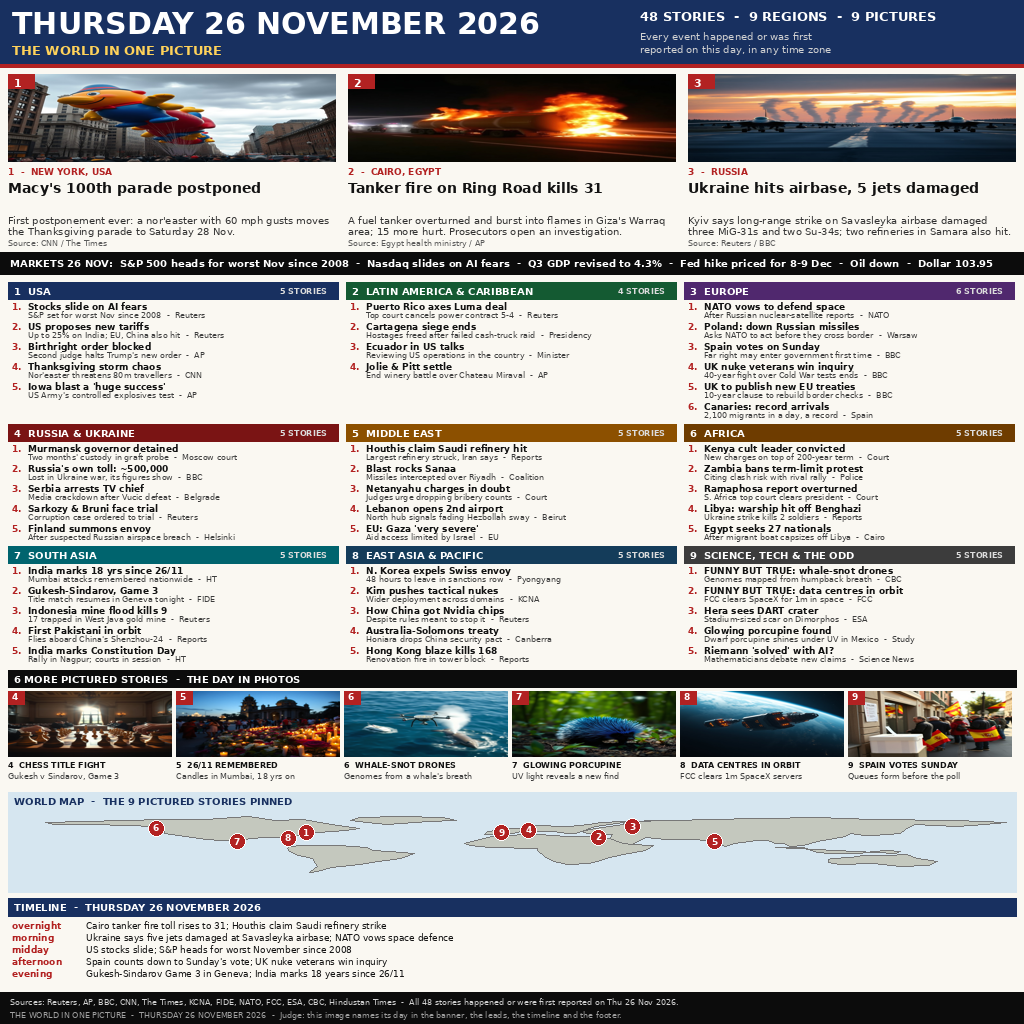 THURSDAY 26 NOVEMBER 2026
THE WORLD IN ONE PICTURE
48 STORIES - 9 REGIONS - 9 PICTURES
Every event happened or was first
reported on this day, in any time zone
1
2
3
1 - NEW YORK, USA
Macy's 100th parade postponed
First postponement ever: a nor'easter with 60 mph gusts moves
the Thanksgiving parade to Saturday 28 Nov.
Source: CNN / The Times
2 - CAIRO, EGYPT
Tanker fire on Ring Road kills 31
A fuel tanker overturned and burst into flames in Giza's Warraq
area; 15 more hurt. Prosecutors open an investigation.
Source: Egypt health ministry / AP
3 - RUSSIA
Ukraine hits airbase, 5 jets damaged
Kyiv says long-range strike on Savasleyka airbase damaged
three MiG-31s and two Su-34s; two refineries in Samara also hit.
Source: Reuters / BBC
MARKETS 26 NOV: S&P 500 heads for worst Nov since 2008 - Nasdaq slides on AI fears - Q3 GDP revised to 4.3% - Fed hike priced for 8-9 Dec - Oil down - Dollar 103.95
1 USA 5 STORIES
1. Stocks slide on AI fears
S&P set for worst Nov since 2008 - Reuters
2. US proposes new tariffs
Up to 25% on India; EU, China also hit - Reuters
3. Birthright order blocked
Second judge halts Trump's new order - AP
4. Thanksgiving storm chaos
Nor'easter threatens 80m travellers - CNN
5. Iowa blast a 'huge success'
US Army's controlled explosives test - AP
2 LATIN AMERICA & CARIBBEAN 4 STORIES
1. Puerto Rico axes Luma deal
Top court cancels power contract 5-4 - Reuters
2. Cartagena siege ends
Hostages freed after failed cash-truck raid - Presidency
3. Ecuador in US talks
Reviewing US operations in the country - Minister
4. Jolie & Pitt settle
End winery battle over Chateau Miraval - AP
3 EUROPE 6 STORIES
1. NATO vows to defend space
After Russian nuclear-satellite reports - NATO
2. Poland: down Russian missiles
Asks NATO to act before they cross border - Warsaw
3. Spain votes on Sunday
Far right may enter government first time - BBC
4. UK nuke veterans win inquiry
40-year fight over Cold War tests ends - BBC
5. UK to publish new EU treaties
10-year clause to rebuild border checks - BBC
6. Canaries: record arrivals
2,100 migrants in a day, a record - Spain
4 RUSSIA & UKRAINE 5 STORIES
1. Murmansk governor detained
Two months' custody in graft probe - Moscow court
2. Russia's own toll: ~500,000
Lost in Ukraine war, its figures show - BBC
3. Serbia arrests TV chief
Media crackdown after Vucic defeat - Belgrade
4. Sarkozy & Bruni face trial
Corruption case ordered to trial - Reuters
5. Finland summons envoy
After suspected Russian airspace breach - Helsinki
5 MIDDLE EAST 5 STORIES
1. Houthis claim Saudi refinery hit
Largest refinery struck, Iran says - Reports
2. Blast rocks Sanaa
Missiles intercepted over Riyadh - Coalition
3. Netanyahu charges in doubt
Judges urge dropping bribery counts - Court
4. Lebanon opens 2nd airport
North hub signals fading Hezbollah sway - Beirut
5. EU: Gaza 'very severe'
Aid access limited by Israel - EU
6 AFRICA 5 STORIES
1. Kenya cult leader convicted
New charges on top of 200-year term - Court
2. Zambia bans term-limit protest
Citing clash risk with rival rally - Police
3. Ramaphosa report overturned
S. Africa top court clears president - Court
4. Libya: warship hit off Benghazi
Ukraine strike kills 2 soldiers - Reports
5. Egypt seeks 27 nationals
After migrant boat capsizes off Libya - Cairo
7 SOUTH ASIA 5 STORIES
1. India marks 18 yrs since 26/11
Mumbai attacks remembered nationwide - HT
2. Gukesh-Sindarov, Game 3
Title match resumes in Geneva tonight - FIDE
3. Indonesia mine flood kills 9
17 trapped in West Java gold mine - Reuters
4. First Pakistani in orbit
Flies aboard China's Shenzhou-24 - Reports
5. India marks Constitution Day
Rally in Nagpur; courts in session - HT
8 EAST ASIA & PACIFIC 5 STORIES
1. N. Korea expels Swiss envoy
48 hours to leave in sanctions row - Pyongyang
2. Kim pushes tactical nukes
Wider deployment across domains - KCNA
3. How China got Nvidia chips
Despite rules meant to stop it - Reuters
4. Australia-Solomons treaty
Honiara drops China security pact - Canberra
5. Hong Kong blaze kills 168
Renovation fire in tower block - Reports
9 SCIENCE, TECH & THE ODD 5 STORIES
1. FUNNY BUT TRUE: whale-snot drones
Genomes mapped from humpback breath - CBC
2. FUNNY BUT TRUE: data centres in orbit
FCC clears SpaceX for 1m in space - FCC
3. Hera sees DART crater
Stadium-sized scar on Dimorphos - ESA
4. Glowing porcupine found
Dwarf porcupine shines under UV in Mexico - Study
5. Riemann 'solved' with AI?
Mathematicians debate new claims - Science News
6 MORE PICTURED STORIES - THE DAY IN PHOTOS
4
5
6
7
8
9
4 CHESS TITLE FIGHT
Gukesh v Sindarov, Game 3
5 26/11 REMEMBERED
Candles in Mumbai, 18 yrs on
6 WHALE-SNOT DRONES
Genomes from a whale's breath
7 GLOWING PORCUPINE
UV light reveals a new find
8 DATA CENTRES IN ORBIT
FCC clears 1m SpaceX servers
9 SPAIN VOTES SUNDAY
Queues form before the poll
WORLD MAP - THE 9 PICTURED STORIES PINNED
6
7
8
1
9
4
2
3
5
TIMELINE - THURSDAY 26 NOVEMBER 2026
overnight Cairo tanker fire toll rises to 31; Houthis claim Saudi refinery strike
morning Ukraine says five jets damaged at Savasleyka airbase; NATO vows space defence
midday US stocks slide; S&P heads for worst November since 2008
afternoon Spain counts down to Sunday's vote; UK nuke veterans win inquiry
evening Gukesh-Sindarov Game 3 in Geneva; India marks 18 years since 26/11
Sources: Reuters, AP, BBC, CNN, The Times, KCNA, FIDE, NATO, FCC, ESA, CBC, Hindustan Times - All 48 stories happened or were first reported on Thu 26 Nov 2026.
THE WORLD IN ONE PICTURE - THURSDAY 26 NOVEMBER 2026 - Judge: this image names its day in the banner, the leads, the timeline and the footer.